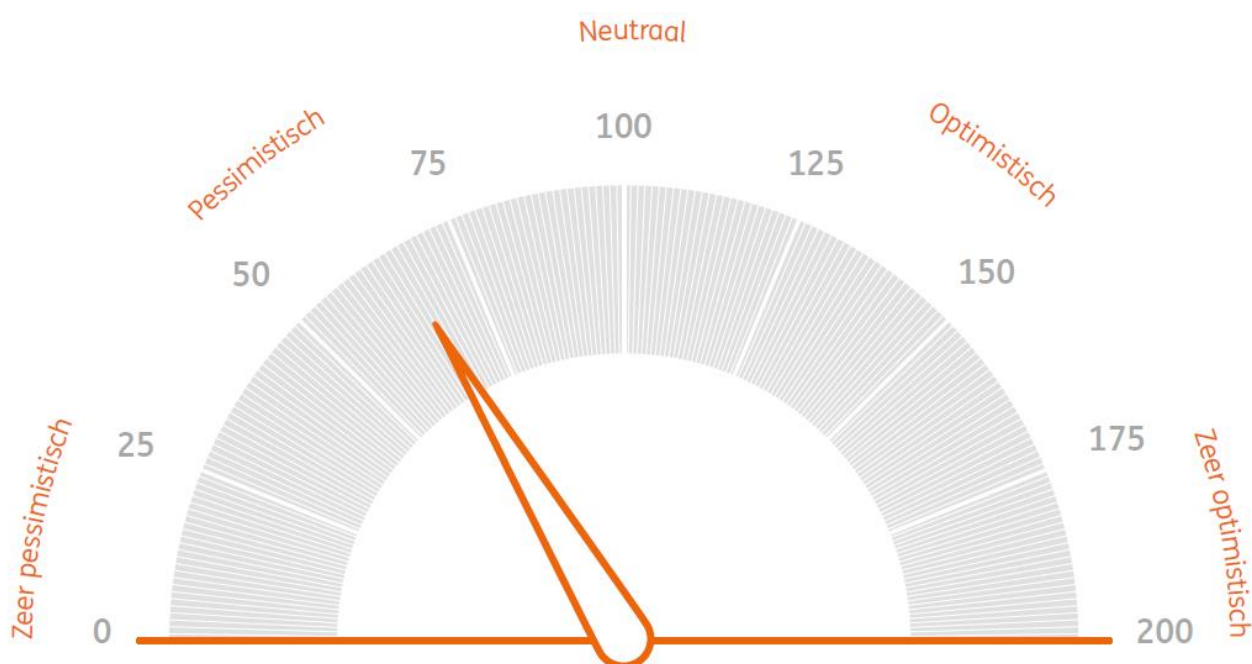 Neutraal
Pessimistisch
Optimistisch
100
75
125
50
150
25
175
Zeer pessimistisch
Zeer optimistisch
0
200